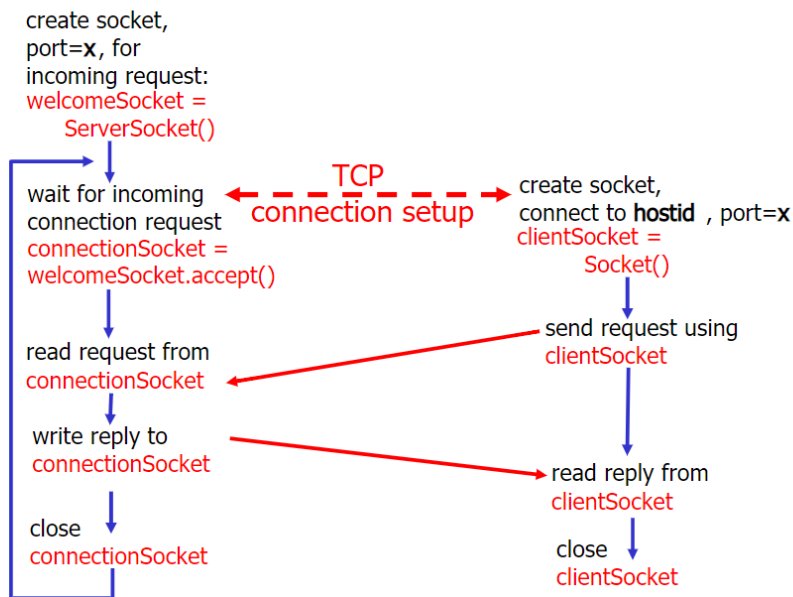 create socket,
port=x, for
incoming request:
welcomeSocket =
ServerSocket()
wait for incoming
connection request
connectionSocket =
welcomeSocket.accept()
read request from
connectionSocket
write reply to
connectionSocket
close
connectionSocket
TCP
connection setup
create socket,
connect to hostid , port=x
clientSocket =
Socket()
send request using
clientSocket
read reply from
clientSocket
close
clientSocket